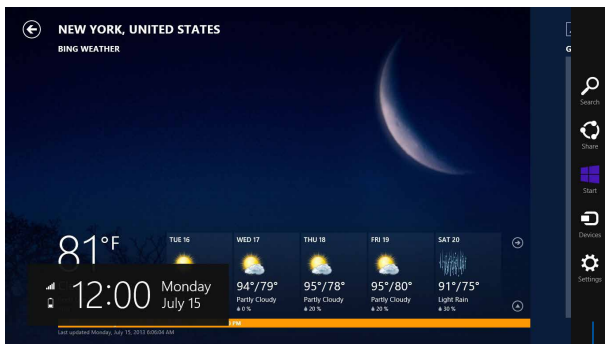 NEW YORK, UNITED STATES
BING WEATHER
G
Search
Share
Start
Devices
Settings
81°F
TUE 16
WED 17
94°/79°
Partly Cloudy
0 %
THU 18
95°/78°
Partly Cloudy
20 %
FRI 19
95°/80°
Partly Cloudy
20 %
SAT 20
91°/75°
Light Rain
30 %
12:00
Monday
July 15
PM
Last updated Monday, July 15, 2013 6:06:04 AM